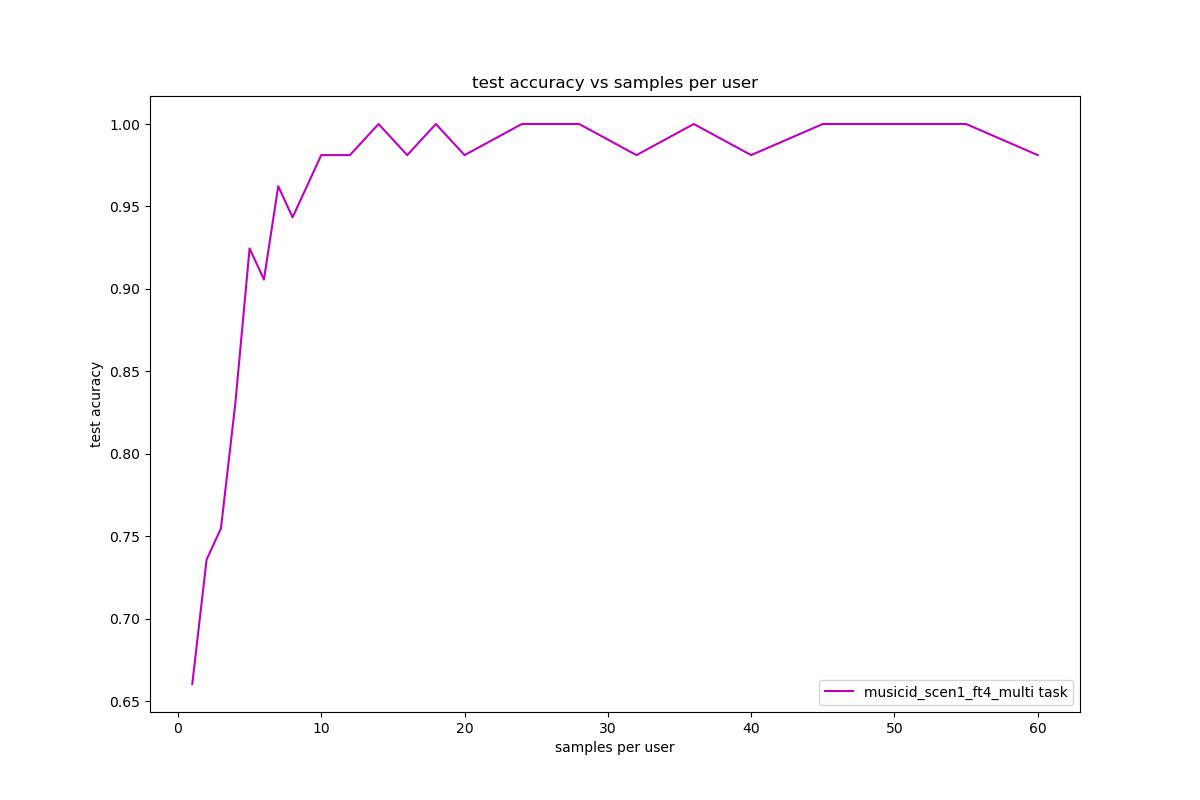 test accuracy vs samples per user
1.00
0.95
0.90
0.85
0.80
0.75
0.70
0.65
test acuracy
musicid_scen1_ft4_multi task
0 10 20 30 40 50 60
samples per user